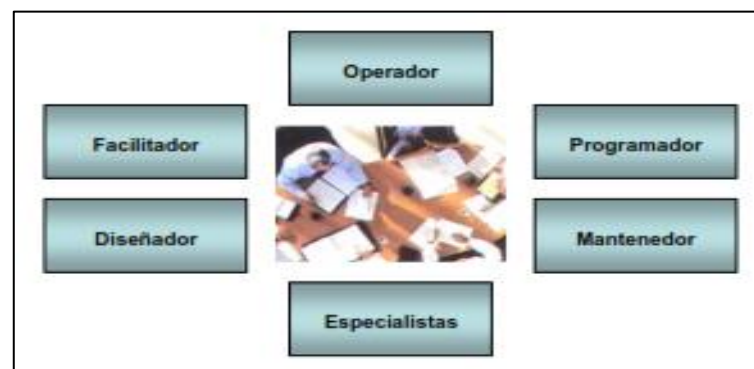 Operador
Facilitador
Programador
Diseñador
Mantenedor
Especialistas